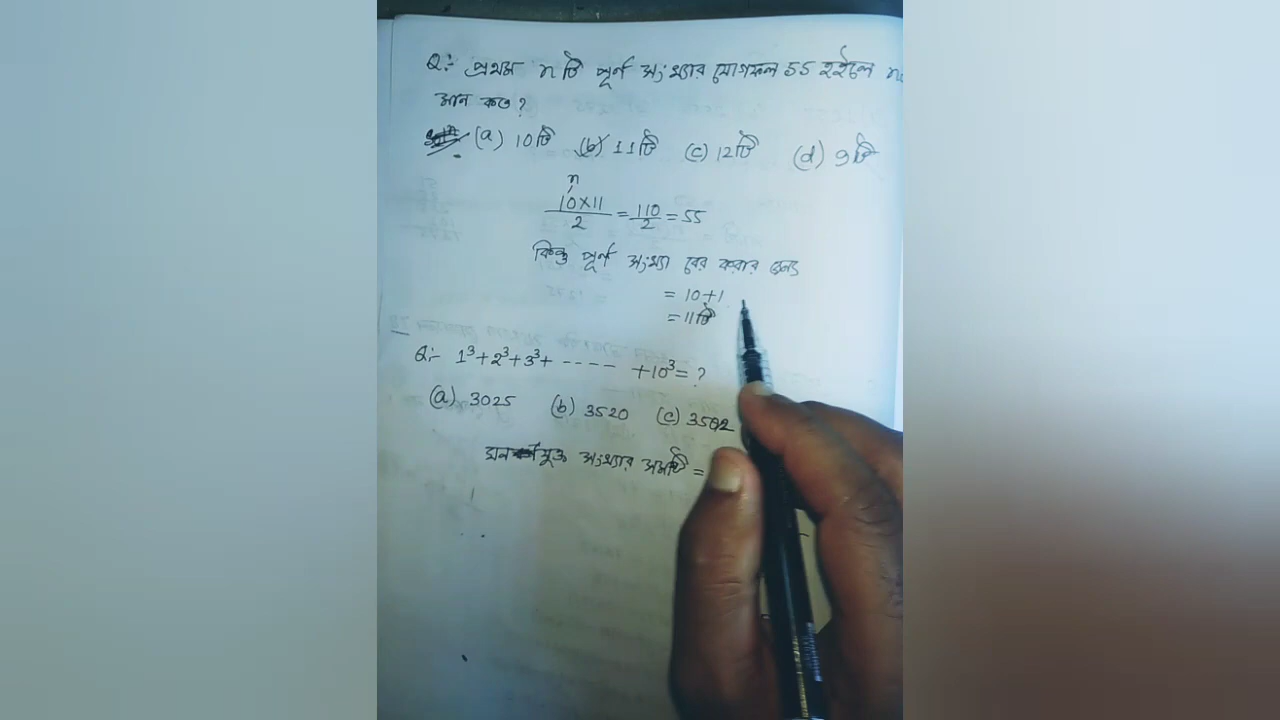 Q:- প্রথম n টি পূর্ণ সংখ্যার যোগফল 55 হইলে n
মান কত?
(a) 10টি (b) 11টি (c) 12টি (d) 9টি
n
10×11/2 = 110/2 = 55
কিন্তু পূর্ণ সংখ্যা বের করার জন্য
= 10+1
= 11টি
Q:- 1³+2³+3³+ ---- +10³= ?
(a) 3025 (b) 3520 (c) 3502
ঘন যুক্ত সংখ্যার সমষ্টি =